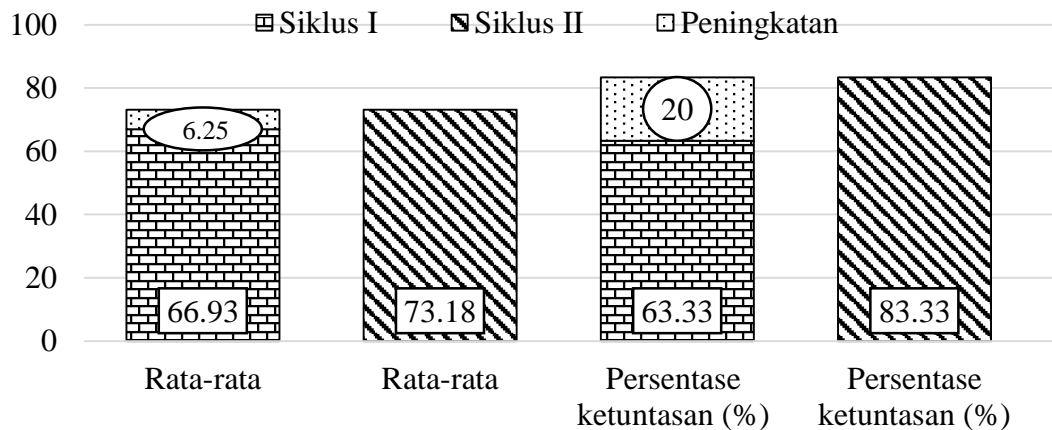 100
Siklus I
Siklus II
Peningkatan
80
60
40
20
0
6.25
20
66.93
73.18
63.33
83.33
Rata-rata
Rata-rata
Persentase
ketuntasan (%)
Persentase
ketuntasan (%)